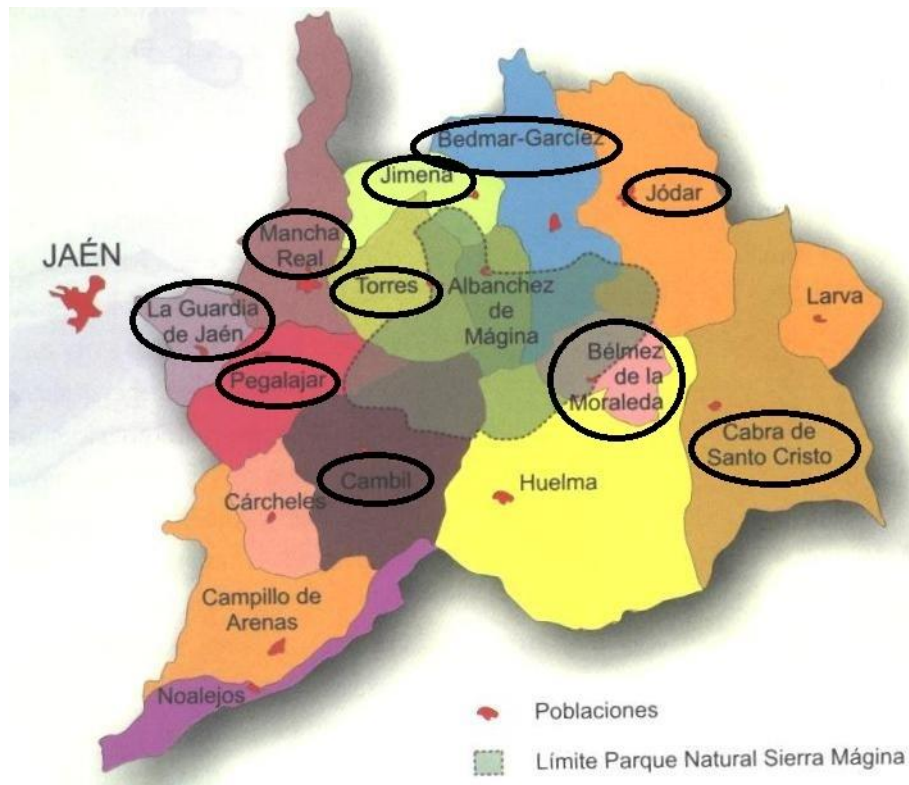 Bedmar-Garcíez
Jimena
Jódar
Mancha
Real
JAÉN
Torres
Albanchez
de
Mágina
Larva
La Guardia
de Jaén
Pegalajar
Bélmez
de la
Moraleda
Cabra de
Santo Cristo
Cambil
Huelma
Cárcheles
Campillo de
Arenas
Noalejos
Poblaciones
Límite Parque Natural Sierra Mágina